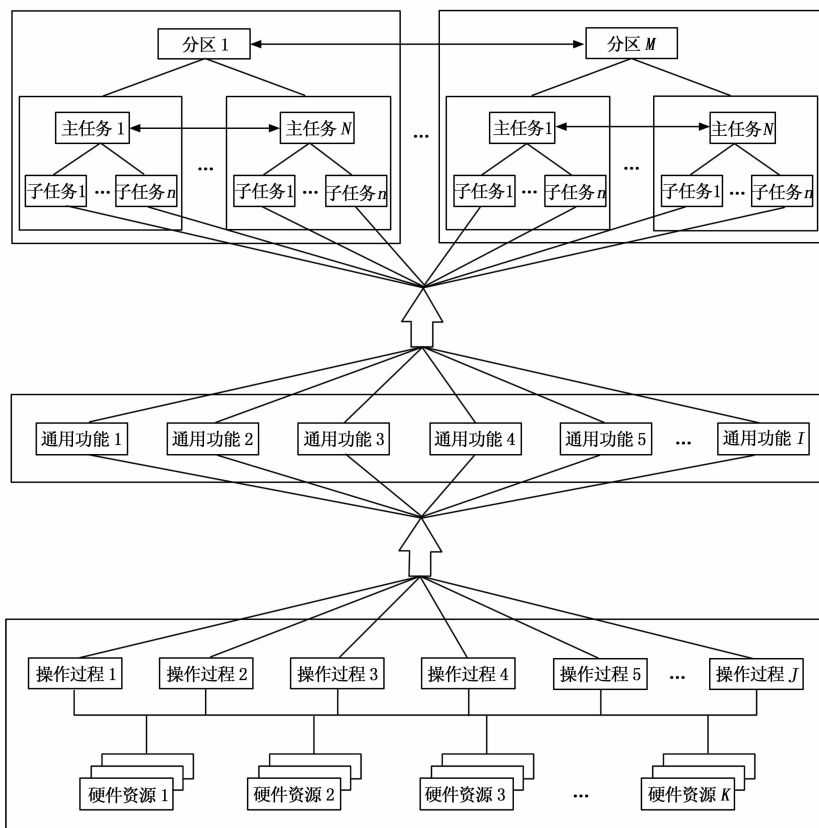 分区 1 分区 M
主任务 1 主任务 N 主任务1 主任务N
... ... ...
子任务1 ... 子任务n 子任务1 ... 子任务n 子任务1 ... 子任务n 子任务1 ... 子任务n
通用功能 1 通用功能 2 通用功能 3 通用功能 4 通用功能 5 ... 通用功能 I
操作过程 1 操作过程 2 操作过程 3 操作过程 4 操作过程 5 ... 操作过程 J
硬件资源 1 硬件资源 2 硬件资源 3 ... 硬件资源 K